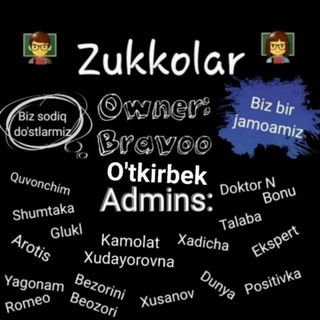 Zukkolar
Biz sodiq
do'stlarmiz
Owner:
Bravoo
Biz bir
jamoamiz
O'tkirbek
Admins:
Quvonchim
Doktor N
Bonu
Shumtaka
Talaba
Glukl
Arotis
Kamolat
Xudayorovna
Xadicha
Ekspert
Yagonam
Romeo
Bezorini
Beozori
Xusanov
Dunya
Positivka